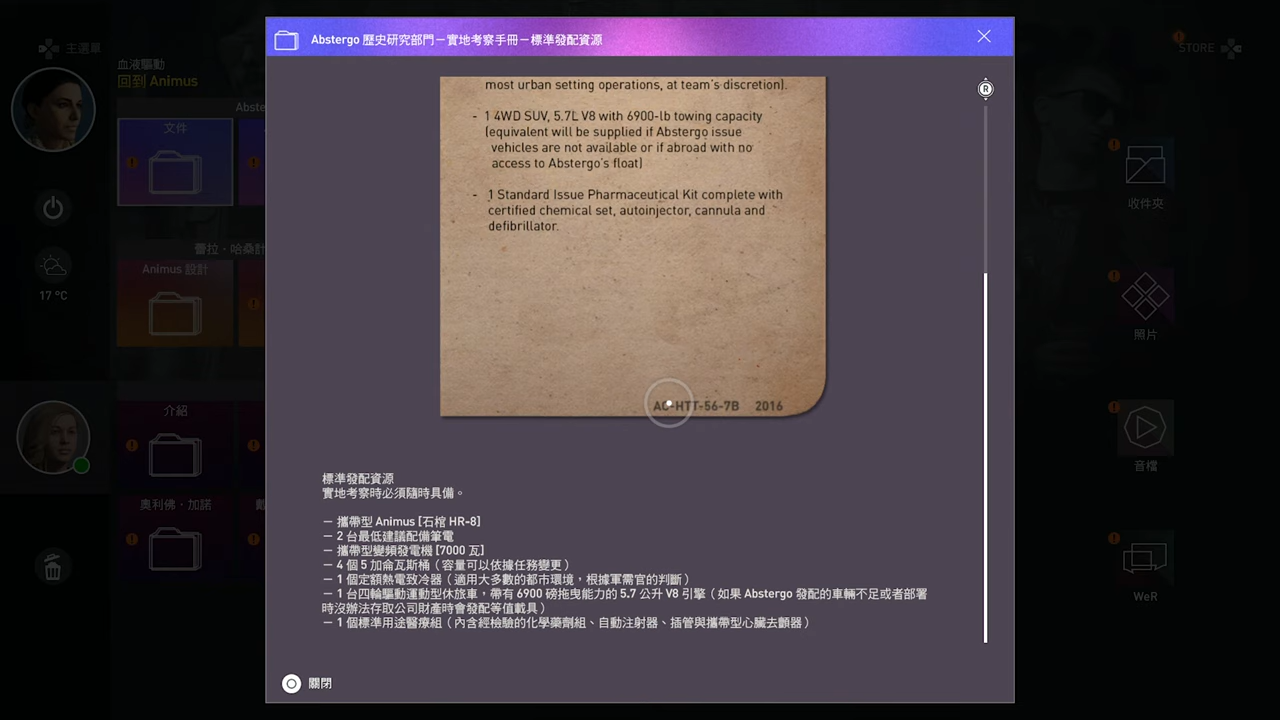 Abstergo 歷史研究部門－實地考察手冊－標準發配資源
主選單
STORE
血液驅動
回到 Animus
Abste
文件
17 °C
蕾拉．哈桑計
Animus 設計
介紹
奧利佛．加諾
戴
收件夾
照片
音檔
WeR
most urban setting operations, at team's discretion).
- 1 4WD SUV, 5.7L V8 with 6900-lb towing capacity
(equivalent will be supplied if Abstergo issue
vehicles are not available or if abroad with no
access to Abstergo's float)
- 1 Standard Issue Pharmaceutical Kit complete with
certified chemical set, autoinjector, cannula and
defibrillator.
AC-HTT-56-7B 2016
R
標準發配資源
實地考察時必須隨時具備。
－ 攜帶型 Animus [石棺 HR-8]
－ 2 台最低建議配備筆電
－ 攜帶型變頻發電機 [7000 瓦]
－ 4 個 5 加侖瓦斯桶（容量可以依據任務變更）
－ 1 個定額熱電致冷器（適用大多數的都市環境，根據軍需官的判斷）
－ 1 台四輪驅動運動型休旅車，帶有 6900 磅拖曳能力的 5.7 公升 V8 引擎（如果 Abstergo 發配的車輛不足或者部署
時沒辦法存取公司財產時會發配等值載具）
－ 1 個標準用途醫療組（內含經檢驗的化學藥劑組、自動注射器、插管與攜帶型心臟去顫器）
關閉